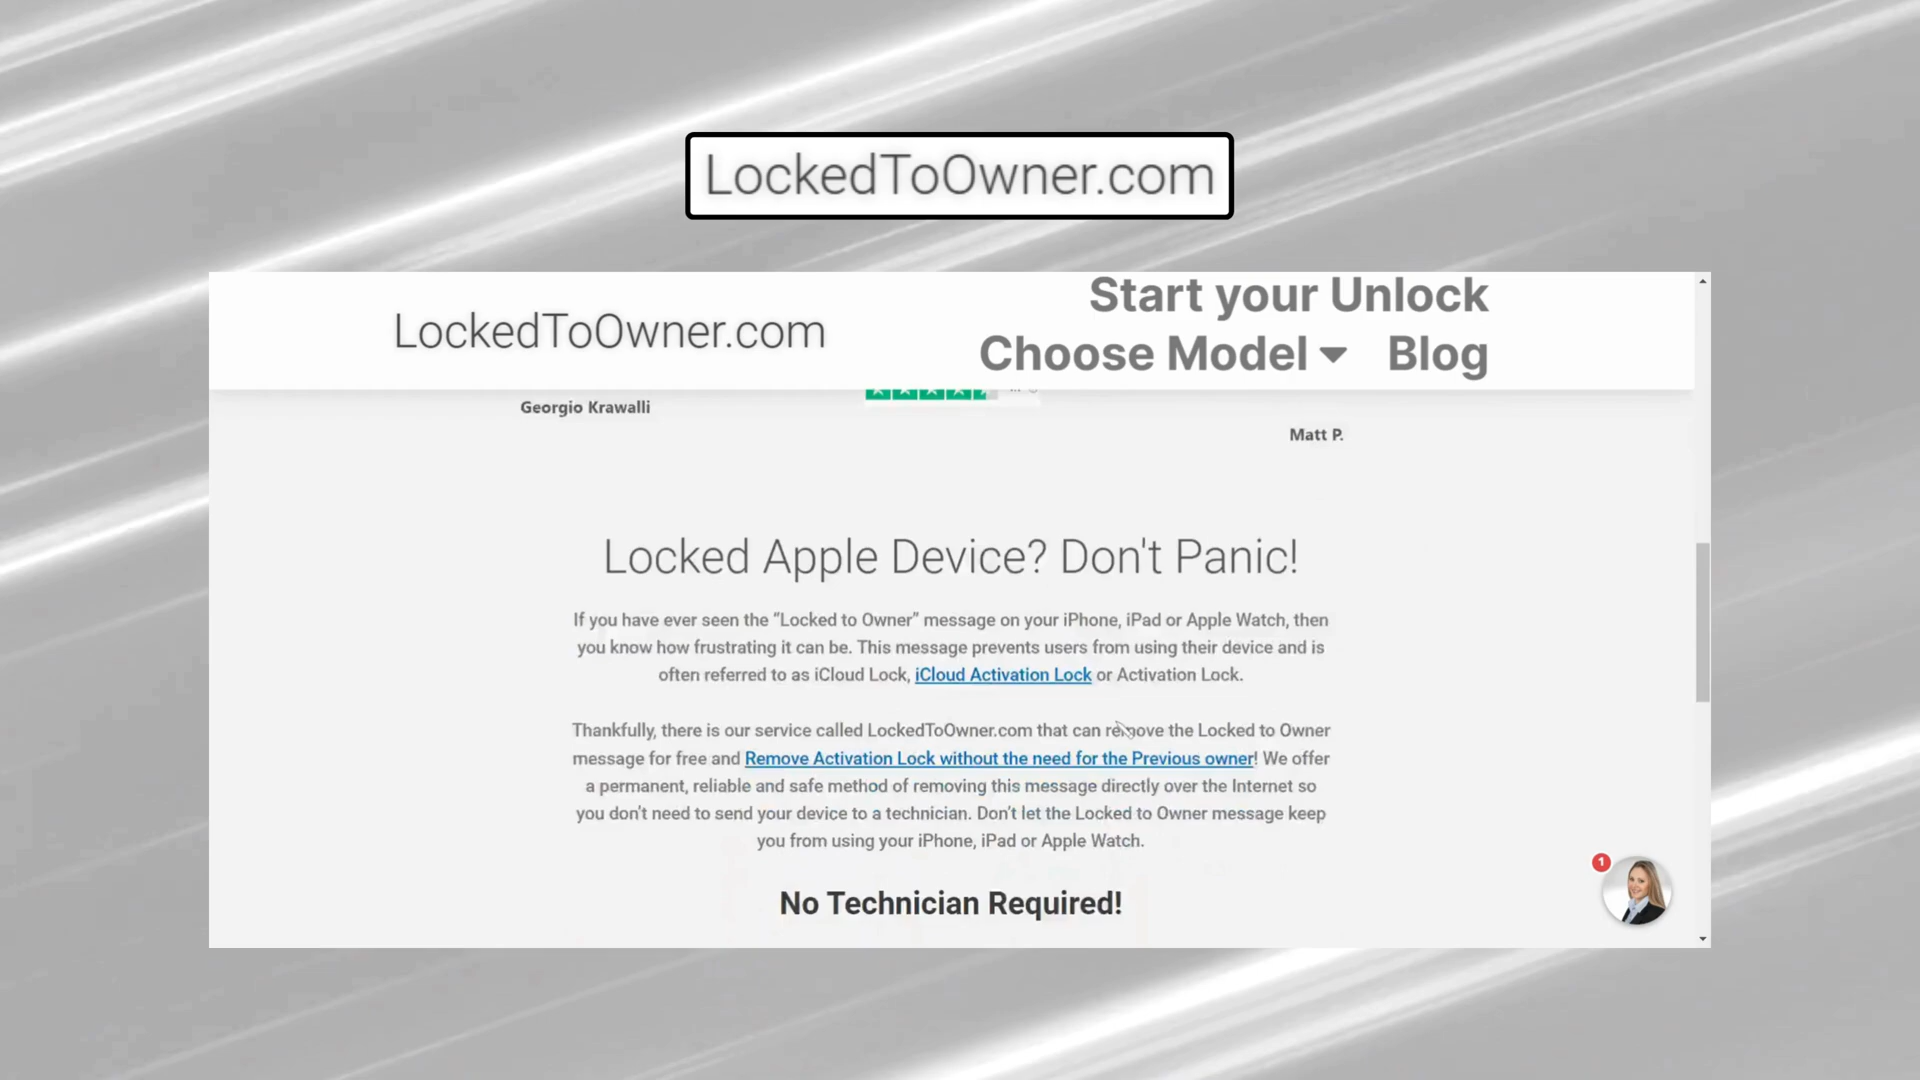 LockedToOwner.com
LockedToOwner.com
Start your Unlock
Choose Model Blog
Georgio Krawalli
Matt P.
Locked Apple Device? Don't Panic!
If you have ever seen the “Locked to Owner” message on your iPhone, iPad or Apple Watch, then
you know how frustrating it can be. This message prevents users from using their device and is
often referred to as iCloud Lock, iCloud Activation Lock or Activation Lock.
Thankfully, there is our service called LockedToOwner.com that can remove the Locked to Owner
message for free and Remove Activation Lock without the need for the Previous owner! We offer
a permanent, reliable and safe method of removing this message directly over the Internet so
you don’t need to send your device to a technician. Don’t let the Locked to Owner message keep
you from using your iPhone, iPad or Apple Watch.
1
No Technician Required!